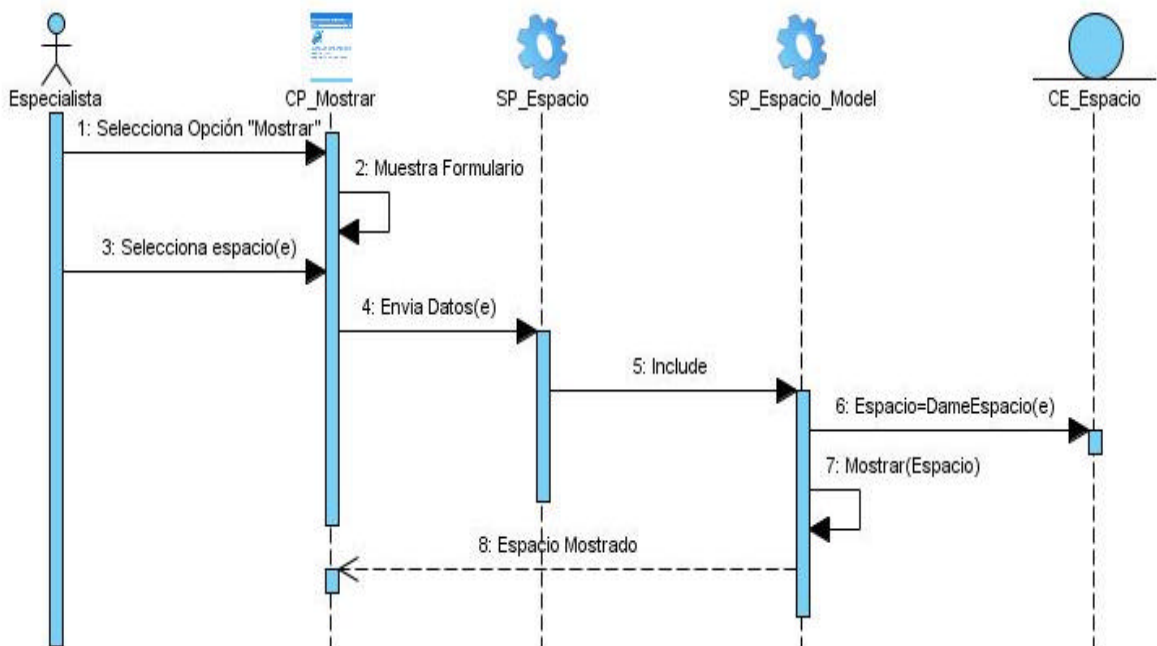 Especialista
CP_Mostrar
SP_Espacio
SP_Espacio_Model
CE_Espacio
1: Selecciona Opción "Mostrar"
2: Muestra Formulario
3: Selecciona espacio(e)
4: Envia Datos(e)
5: Include
6: Espacio=DameEspacio(e)
7: Mostrar(Espacio)
8: Espacio Mostrado